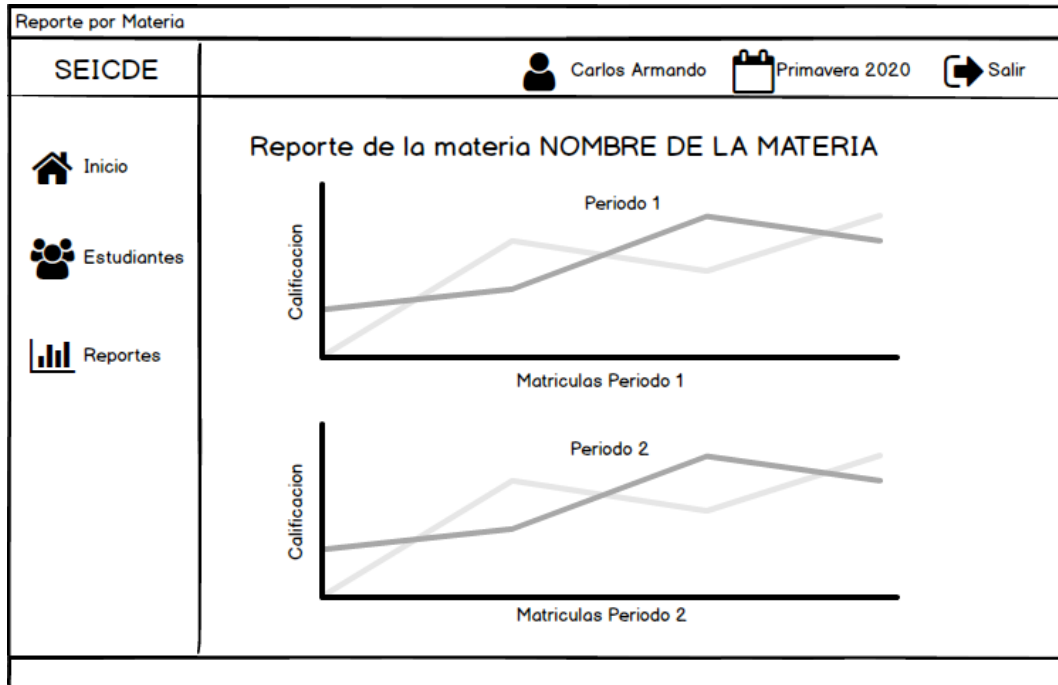 Reporte por Materia
SEICDE
Carlos Armando
Primavera 2020
Salir
Inicio
Estudiantes
Reportes
Reporte de la materia NOMBRE DE LA MATERIA
Periodo 1
Calificacion
Matriculas Periodo 1
Periodo 2
Calificacion
Matriculas Periodo 2